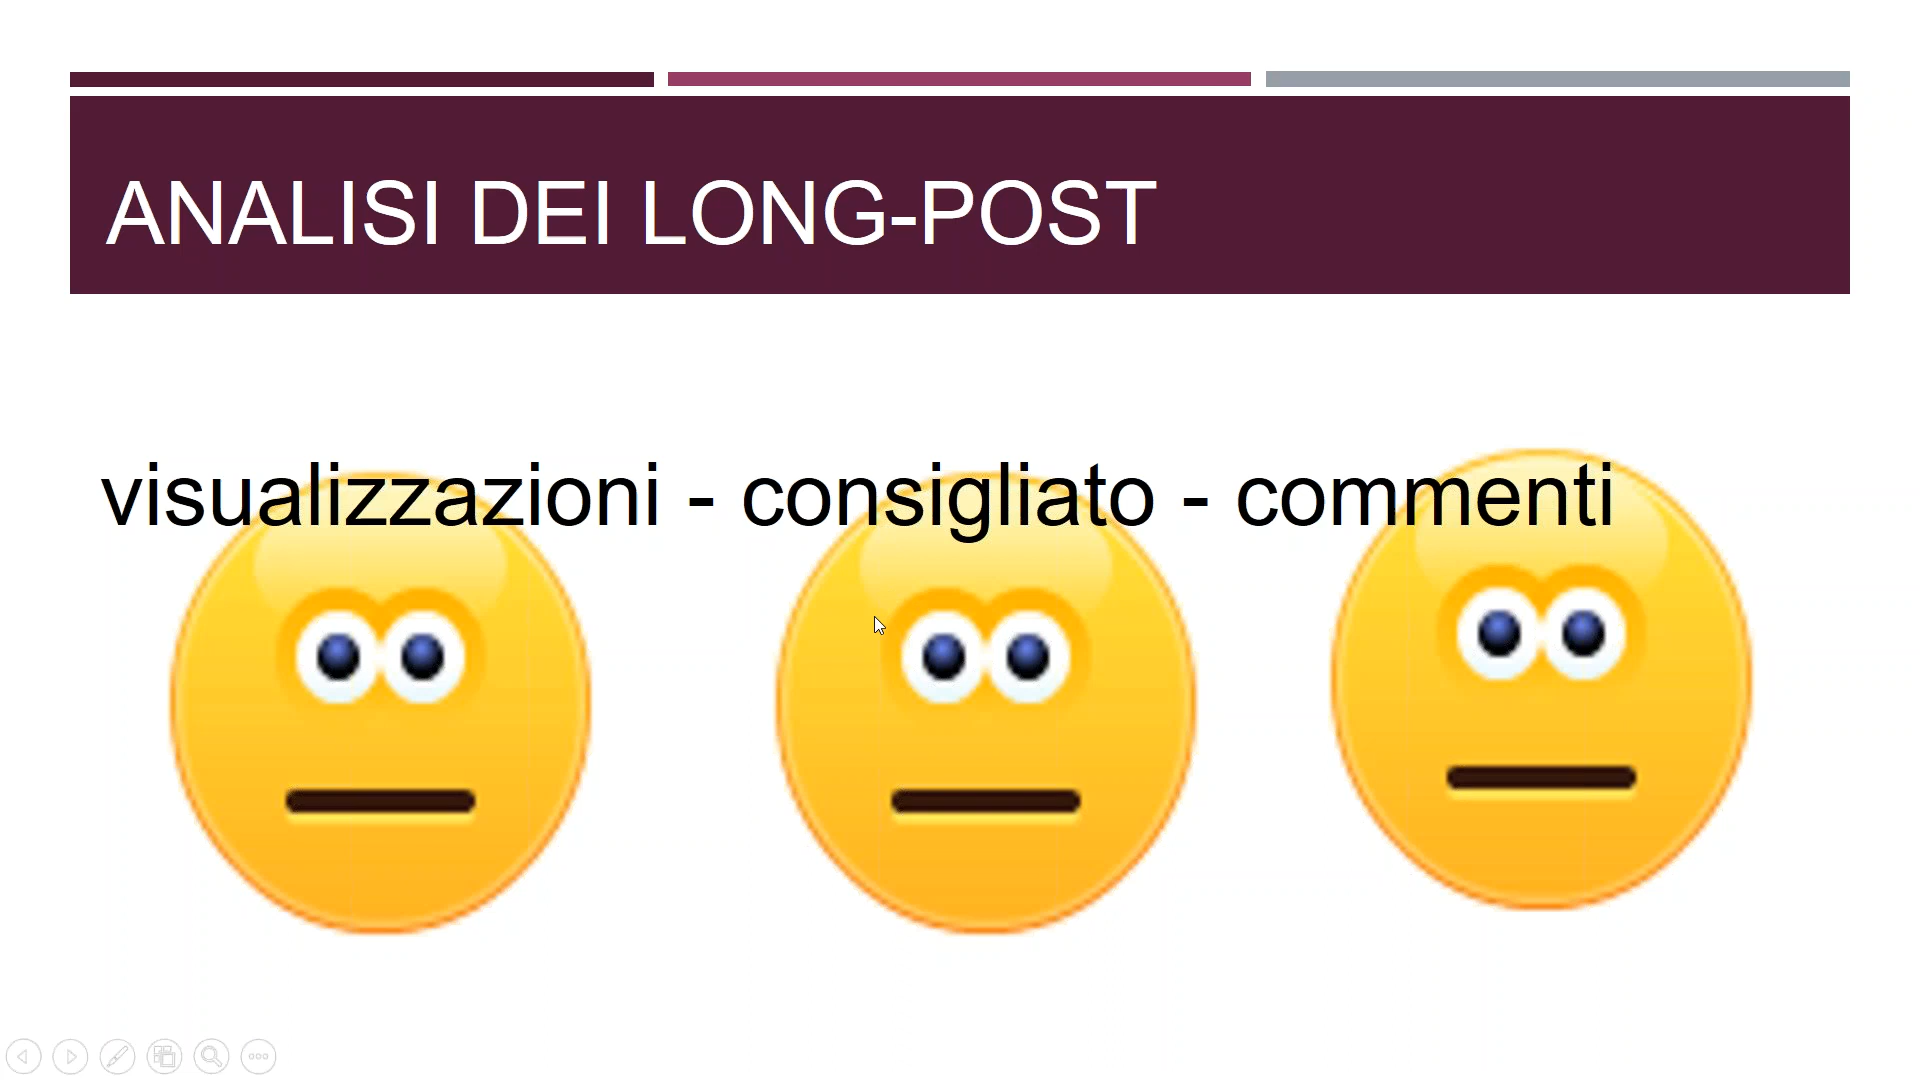 ANALISI DEI LONG-POST
visualizzazioni - consigliato - commenti